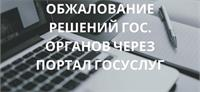 ОБЖАЛОВАНИЕ
РЕШЕНИЙ ГОС.
ОРГАНОВ ЧЕРЕЗ
ПОРТАЛ ГОСУСЛУГ